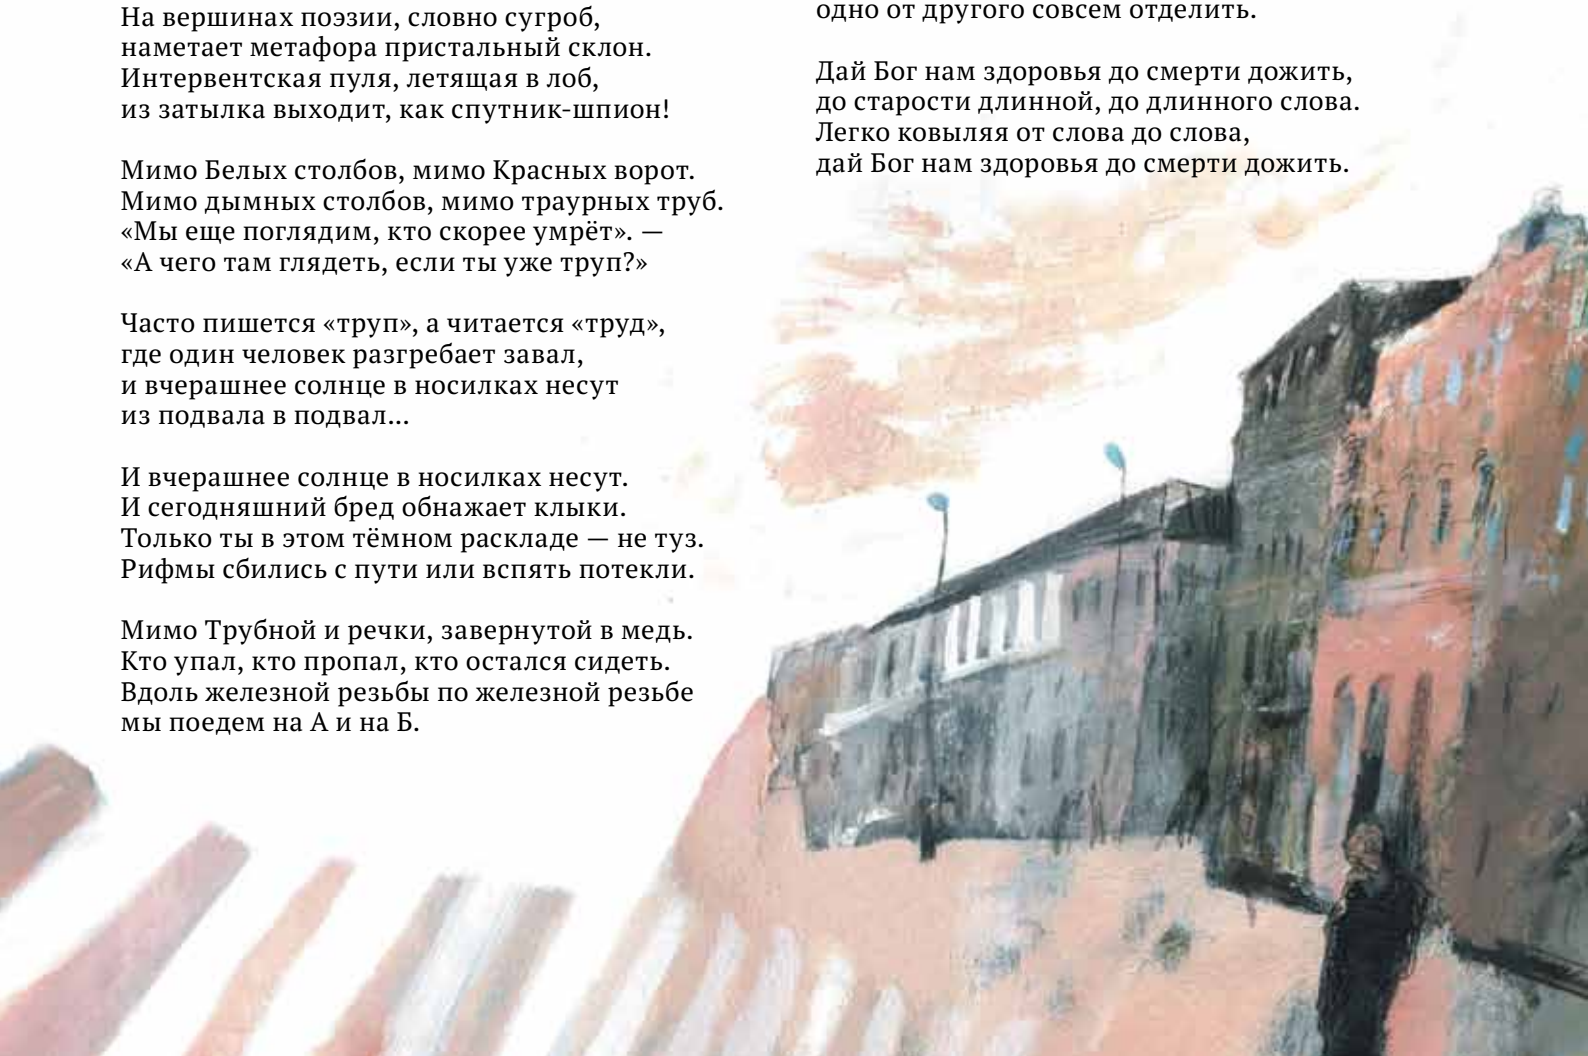 На вершинах поэзии, словно сугроб,
наметает метафора пристальный склон.
Интервентская пуля, летящая в лоб,
из затылка выходит, как спутник-шпион!
Мимо Белых столбов, мимо Красных ворот.
Мимо дымных столбов, мимо траурных труб.
«Мы еще поглядим, кто скорее умрёт». —
«А чего там глядеть, если ты уже труп?»
Часто пишется «труп», а читается «труд»,
где один человек разгребает завал,
и вчерашнее солнце в носилках несут
из подвала в подвал...
И вчерашнее солнце в носилках несут.
И сегодняшний бред обнажает клыки.
Только ты в этом тёмном раскладе — не туз.
Рифмы сбились с пути или вспять потекли.
Мимо Трубной и речки, завернутой в медь.
Кто упал, кто пропал, кто остался сидеть.
Вдоль железной резьбы по железной резьбе
мы поедем на А и на Б.
одно от другого совсем отделить.
Дай Бог нам здоровья до смерти дожить,
до старости длинной, до длинного слова.
Легко ковыляя от слова до слова,
дай Бог нам здоровья до смерти дожить.